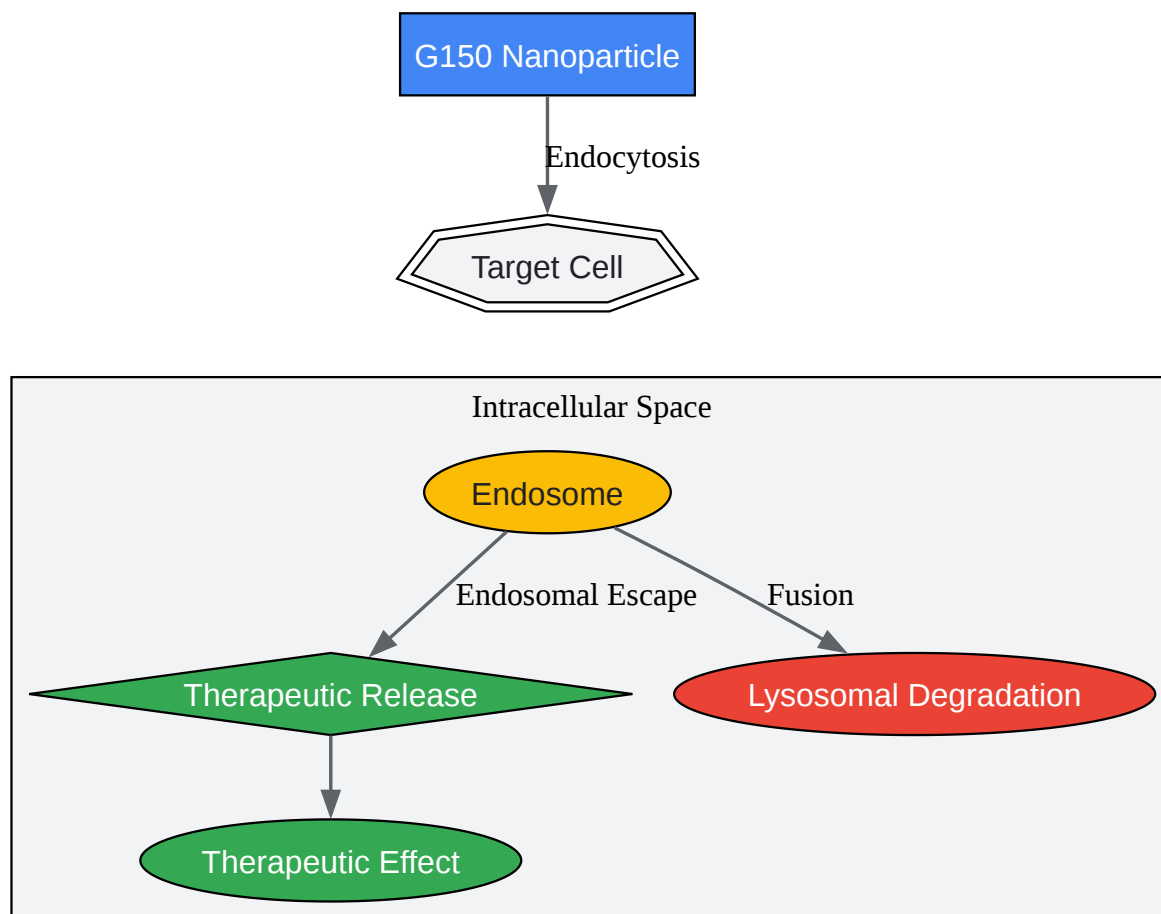 G150 Nanoparticle
Endocytosis
Target Cell
Intracellular Space
Endosome
Endosomal Escape
Fusion
Therapeutic Release
Lysosomal Degradation
Therapeutic Effect